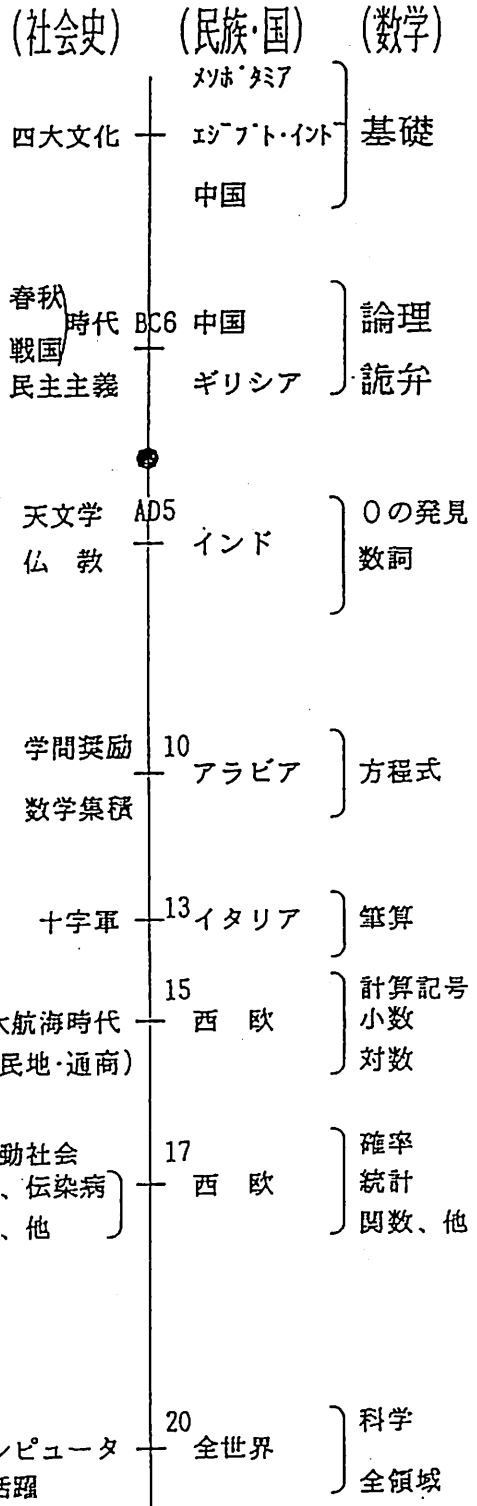 (社会史) (民族·国) (数学)
メソポタミア
四大文化 エジプト·インド 基礎
中国
春秋
時代 BC6 中国 論理
戦国
民主主義 ギリシア 詭弁
天文学 AD5 0の発見
インド
仏 教 数詞
学問奨励 10
アラビア 方程式
数学集積
十字軍 13 イタリア 筆算
15 計算記号
大航海時代 西 欧 小数
民地·通商) 対数
動社会 17 確率
、伝染病 西 欧 統計
、他 関数、他
20 科学
ンピュータ 全世界
活躍 全領域